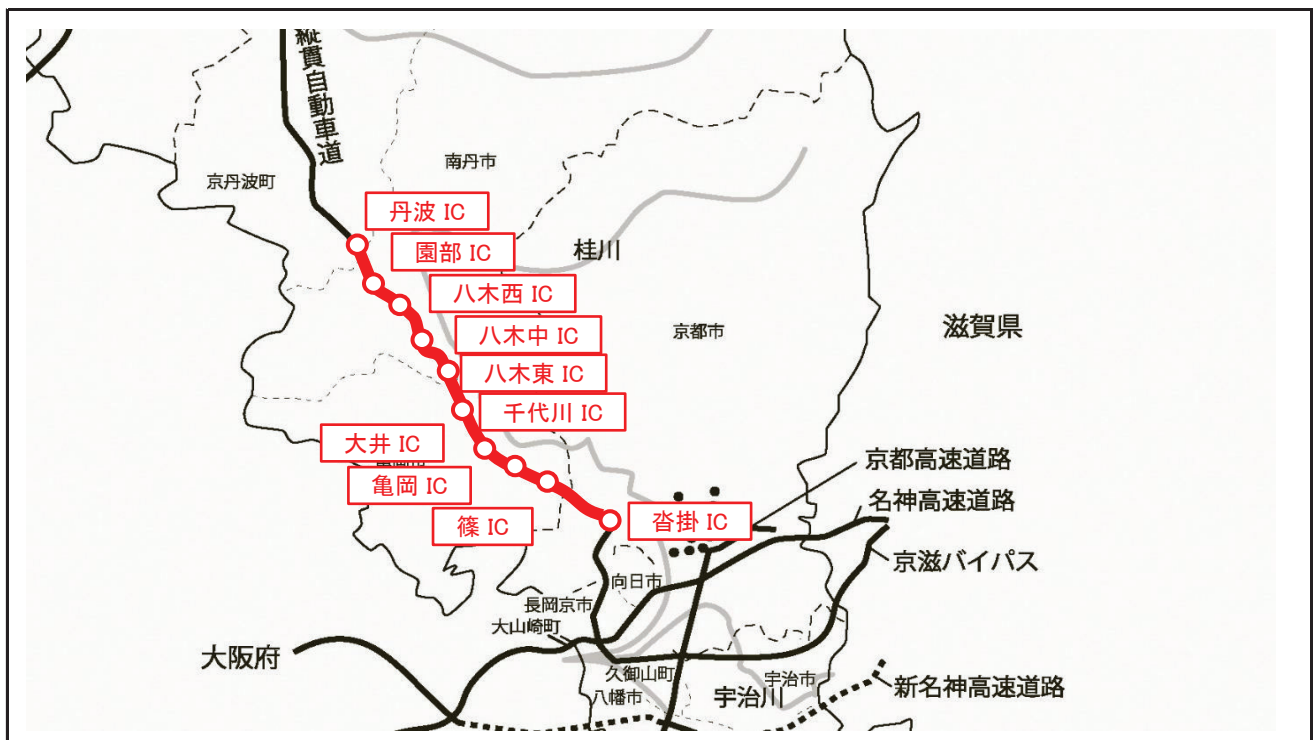 縦貫自動車道
南丹市
京丹波町
丹波 IC
園部 IC
桂川
八木西 IC
八木中 IC
京都市
滋賀県
八木東 IC
千代川 IC
大井 IC
亀岡 IC
京都高速道路
篠 IC
沓掛 IC
名神高速道路
京滋バイパス
向日市
長岡京市
大山崎町
大阪府
久御山町
宇治市
八幡市
宇治川
新名神高速道路